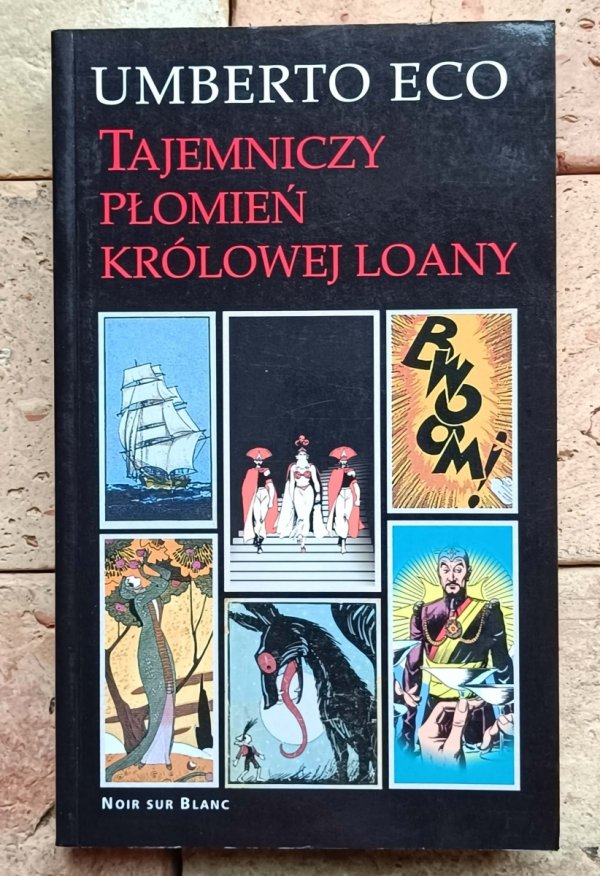 UMBERTO ECO
TAJEMNICZY
PŁOMIEŃ
KRÓLOWEJ LOANY
BWOOM!
NOIR SUR BLANC